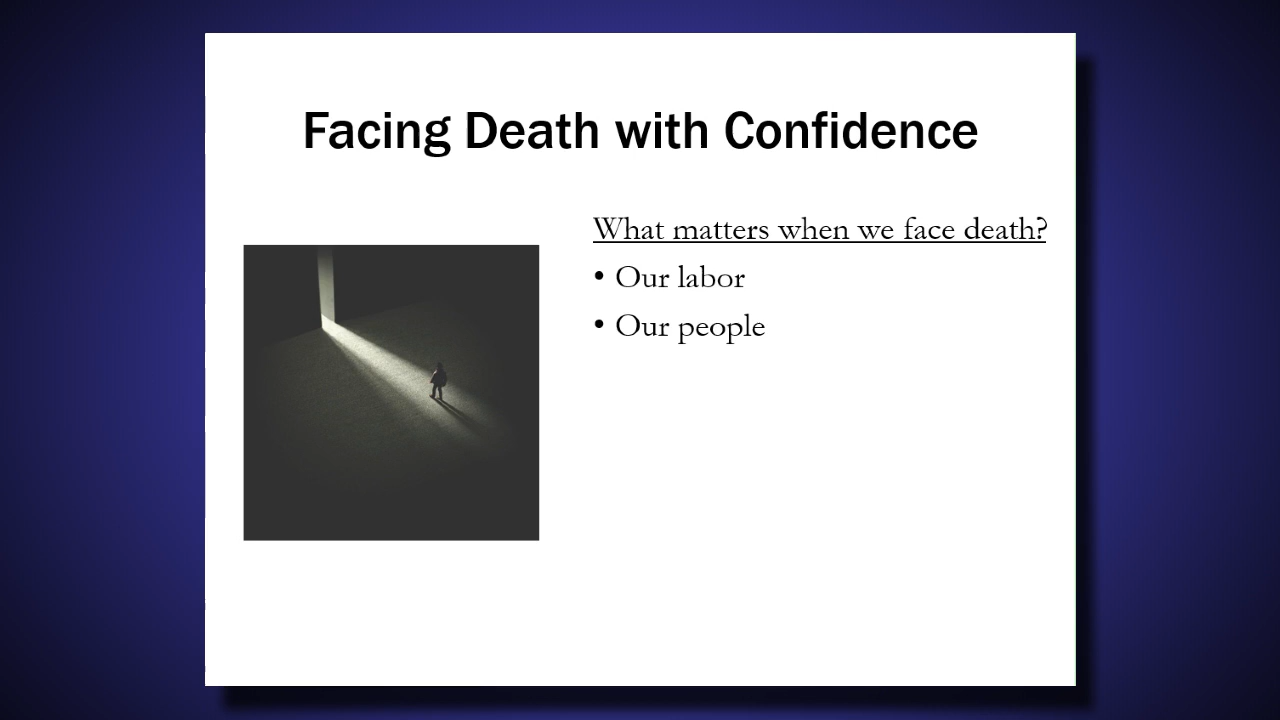 Facing Death with Confidence
What matters when we face death?
• Our labor
• Our people